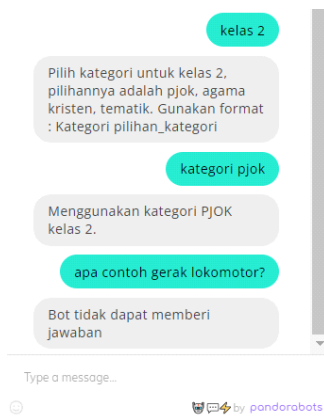 kelas 2
Pilih kategori untuk kelas 2,
pilihannya adalah pjok, agama
kristen, tematik. Gunakan format
: Kategori pilihan_kategori
kategori pjok
Menggunakan kategori PJOK
kelas 2.
apa contoh gerak lokomotor?
Bot tidak dapat memberi
jawaban
Type a message...
by pandorabots